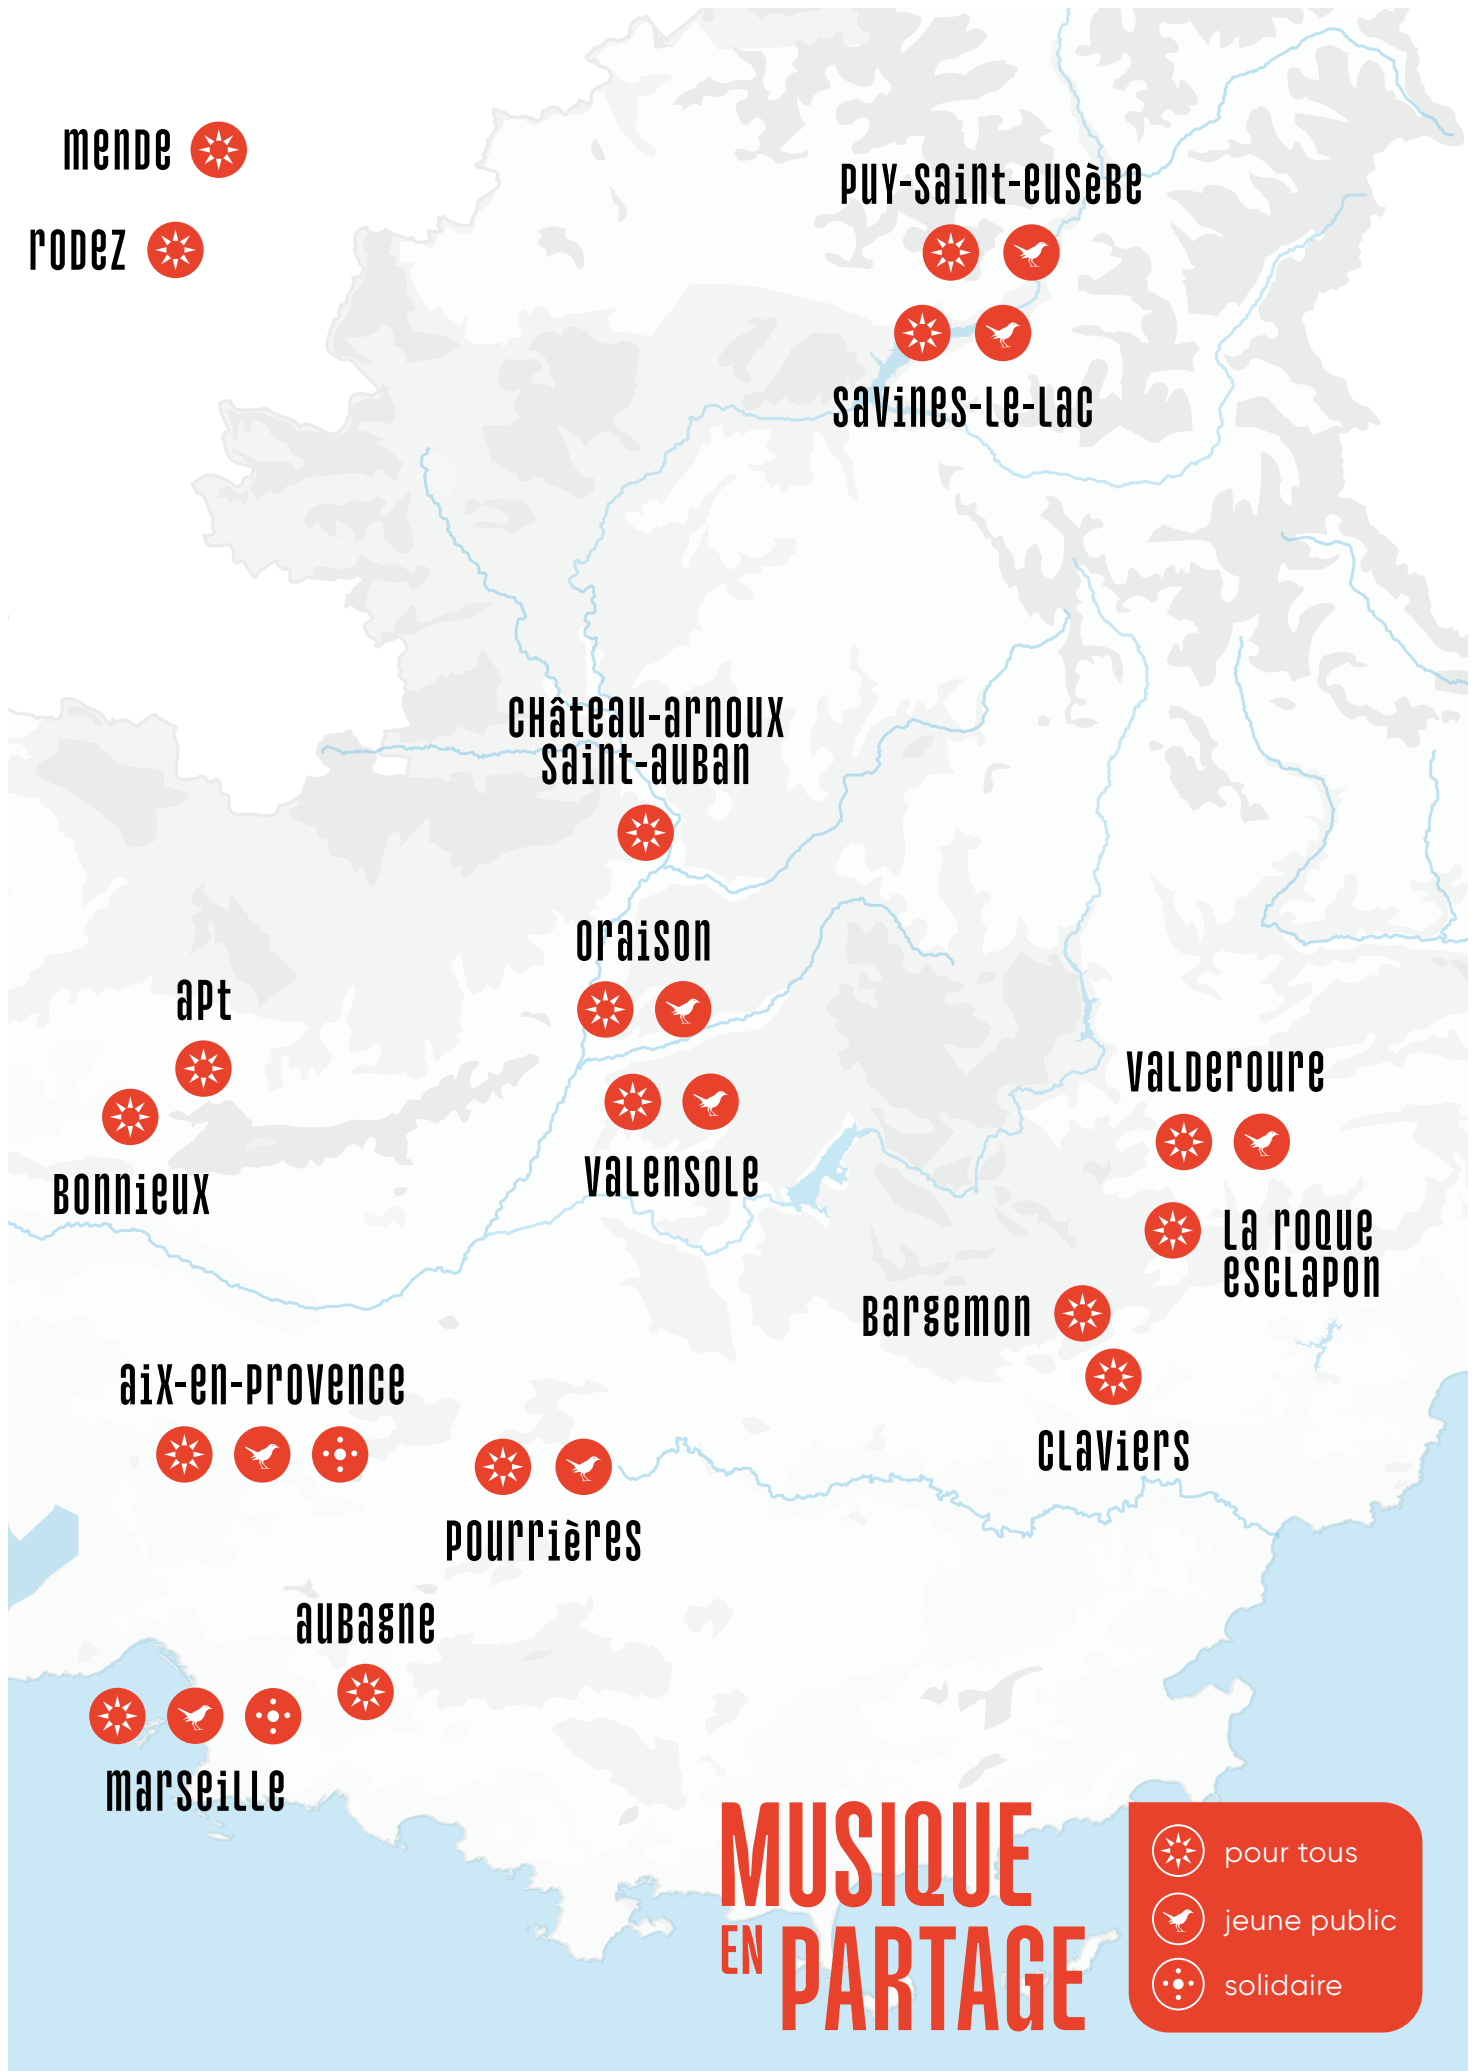 Mende
Rodez
Puy-Saint-Eusèbe
Savines-le-Lac
Château-Arnoux
Saint-Auban
Oraison
Apt
Valensole
Bonnieux
Valderoure
La Roque
Esclapon
Bargemon
Claviers
Aix-en-Provence
Pourrières
Aubagne
Marseille
MUSIQUE
EN PARTAGE
pour tous
jeune public
solidaire